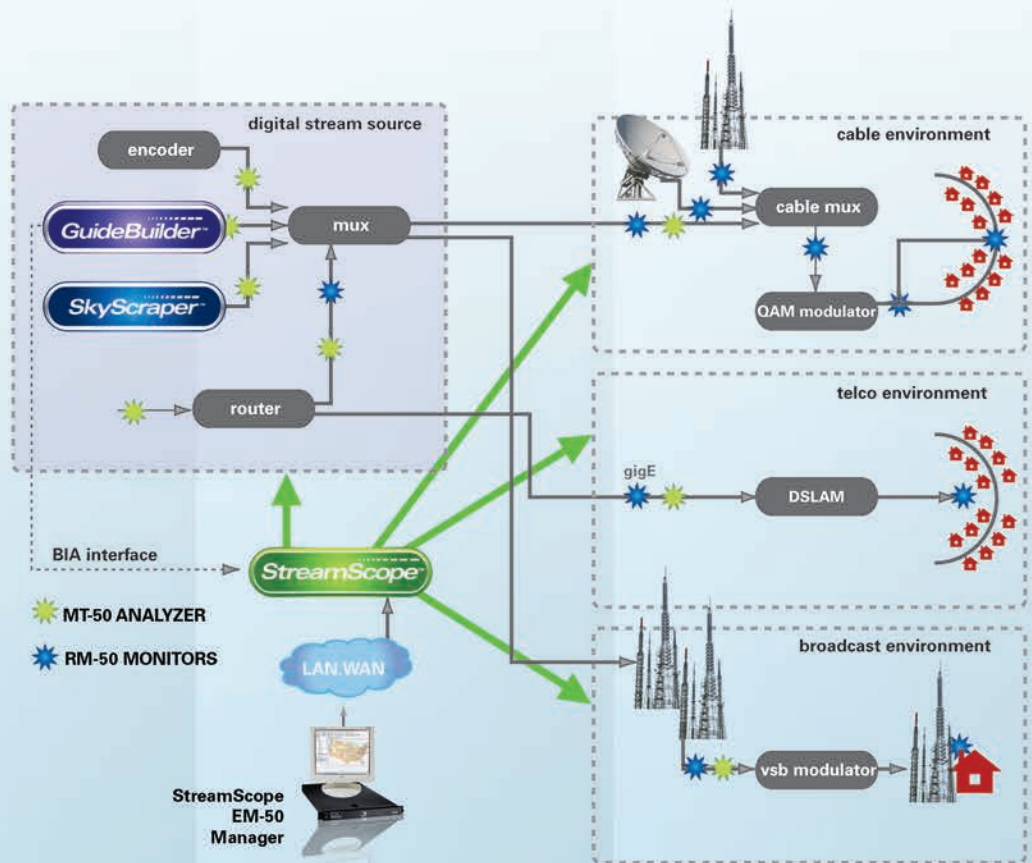 digital stream source
encoder
GuideBuilder™
mux
SkyScraper™
router
cable environment
cable mux
QAM modulator
telco environment
gigE
DSLAM
BIA interface
StreamScope™
MT-50 ANALYZER
RM-50 MONITORS
LAN.WAN
StreamScope
EM-50
Manager
broadcast environment
vsb modulator